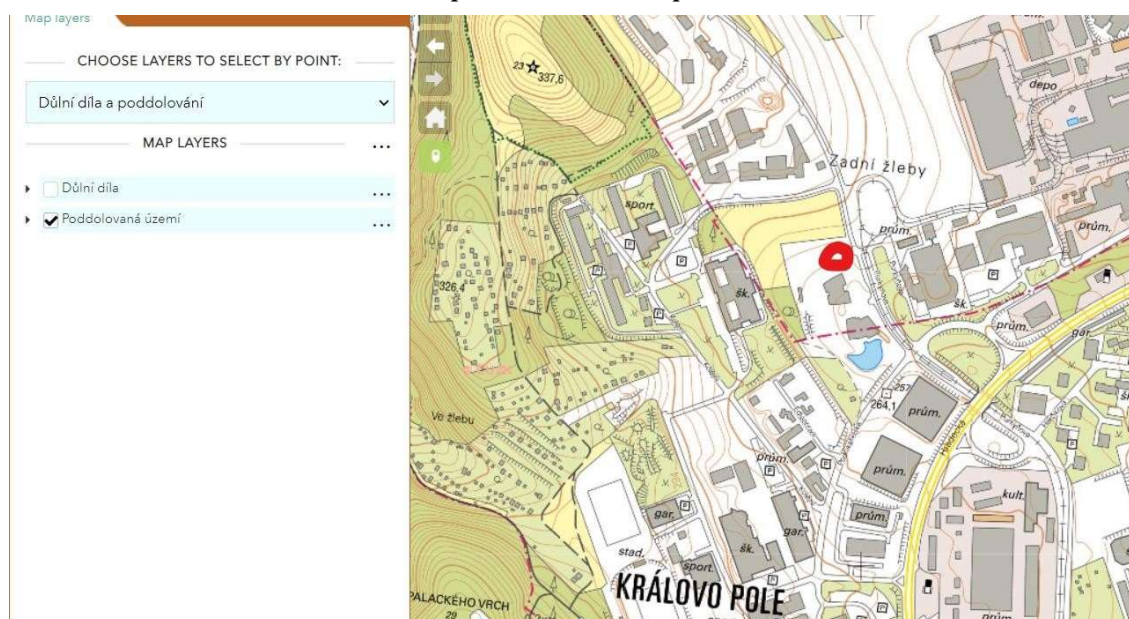 Map layers
CHOOSE LAYERS TO SELECT BY POINT:
Důlní díla a poddolování
MAP LAYERS
...
Důlní díla
...
Poddolovaná území
...
23
337,6
depo
Zadní žleby
sport.
prům.
prům.
P
P
P
P
326.4
šk.
šk.
prům.
gar.
P
257
264,1
prům.
Ve žlebu
prům.
P
P
prům.
kult.
gar.
prům.
stad.
šk.
gar.
sport.
P
KRÁLOVO POLE
P
PALACKÉHO VRCH
29
prům.